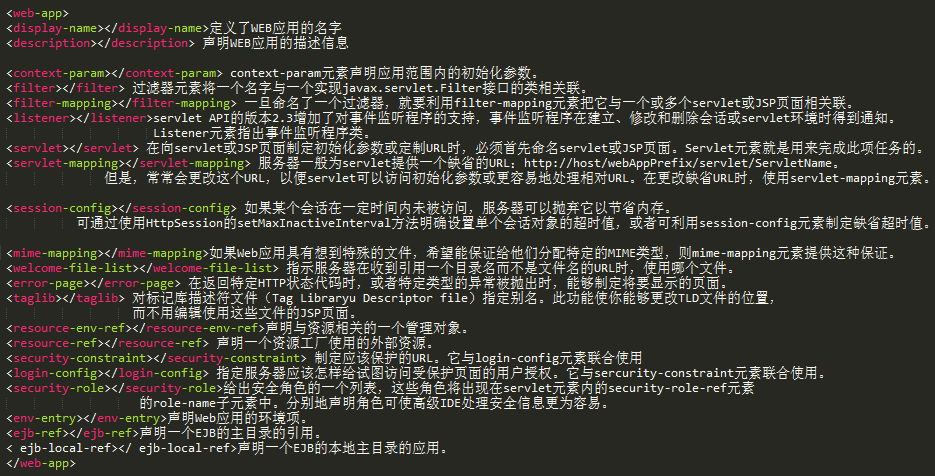 <web-app>
<display-name></display-name>定义了WEB应用的名字
<description></description> 声明WEB应用的描述信息
<context-param></context-param> context-param元素声明应用范围内的初始化参数。
<filter></filter> 过滤器元素将一个名字与一个实现javax.servlet.Filter接口的类相关联。
<filter-mapping></filter-mapping> 一旦命名了一个过滤器，就要利用filter-mapping元素把它与一个或多个servlet或JSP页面相关联。
<listener></listener>servlet API的版本2.3增加了对事件监听程序的支持，事件监听程序在建立、修改和删除会话或servlet环境时得到通知。
Listener元素指出事件监听程序类。
<servlet></servlet> 在向servlet或JSP页面制定初始化参数或定制URL时，必须首先命名servlet或JSP页面。Servlet元素就是用来完成此项任务的。
<servlet-mapping></servlet-mapping> 服务器一般为servlet提供一个缺省的URL：http://host/webAppPrefix/servlet/ServletName。
但是，常常会更改这个URL，以便servlet可以访问初始化参数或更容易地处理相对URL。在更改缺省URL时，使用servlet-mapping元素。
<session-config></session-config> 如果某个会话在一定时间内未被访问，服务器可以抛弃它以节省内存。
可通过使用HttpSession的setMaxInactiveInterval方法明确设置单个会话对象的超时值，或者可利用session-config元素制定缺省超时值。
<mime-mapping></mime-mapping>如果Web应用具有想到特殊的文件，希望能保证给他们分配特定的MIME类型，则mime-mapping元素提供这种保证。
<welcome-file-list></welcome-file-list> 指示服务器在收到引用一个目录名而不是文件名的URL时，使用哪个文件。
<error-page></error-page> 在返回特定HTTP状态代码时，或者特定类型的异常被抛出时，能够制定将要显示的页面。
<taglib></taglib> 对标记库描述符文件（Tag Libraryu Descriptor file）指定别名。此功能使你能够更改TLD文件的位置，
而不用编辑使用这些文件的JSP页面。
<resource-env-ref></resource-env-ref>声明与资源相关的一个管理对象。
<resource-ref></resource-ref> 声明一个资源工厂使用的外部资源。
<security-constraint></security-constraint> 制定应该保护的URL。它与login-config元素联合使用
<login-config></login-config> 指定服务器应该怎样给试图访问受保护页面的用户授权。它与sercurity-constraint元素联合使用。
<security-role></security-role>给出安全角色的一个列表，这些角色将出现在servlet元素内的security-role-ref元素
的role-name子元素中。分别地声明角色可使高级IDE处理安全信息更为容易。
<env-entry></env-entry>声明Web应用的环境项。
<ejb-ref></ejb-ref>声明一个EJB的主目录的引用。
< ejb-local-ref></ ejb-local-ref>声明一个EJB的本地主目录的应用。
</web-app>